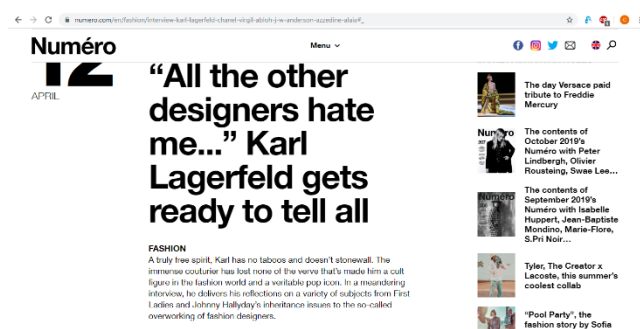 numero.com/en/fashion/interview-karl-lagerfeld-chanel-virgil-abloh-j-w-anderson-azzedine-alaia#_
Numéro
Menu
12
APRIL
“All the other
designers hate
me...” Karl
Lagerfeld gets
ready to tell all
FASHION
A truly free spirit, Karl has no taboos and doesn’t stonewall. The
immense couturier has lost none of the verve that’s made him a cult
figure in the fashion world and a veritable pop icon. In a meandering
interview, he delivers his reflections on a variety of subjects from First
Ladies and Johnny Hallyday’s inheritance issues to the so-called
overworking of fashion designers.
The day Versace paid
tribute to Freddie
Mercury
Numéro
The contents of
October 2019’s
Numéro with Peter
Lindbergh, Olivier
Rousteing, Swae Lee...
Numéro
The contents of
September 2019’s
Numéro with Isabelle
Huppert, Jean-Baptiste
Mondino, Marie-Flore,
S.Pri Noir...
Tyler, The Creator x
Lacoste, this summer’s
coolest collab
“Pool Party”, the
fashion story by Sofia